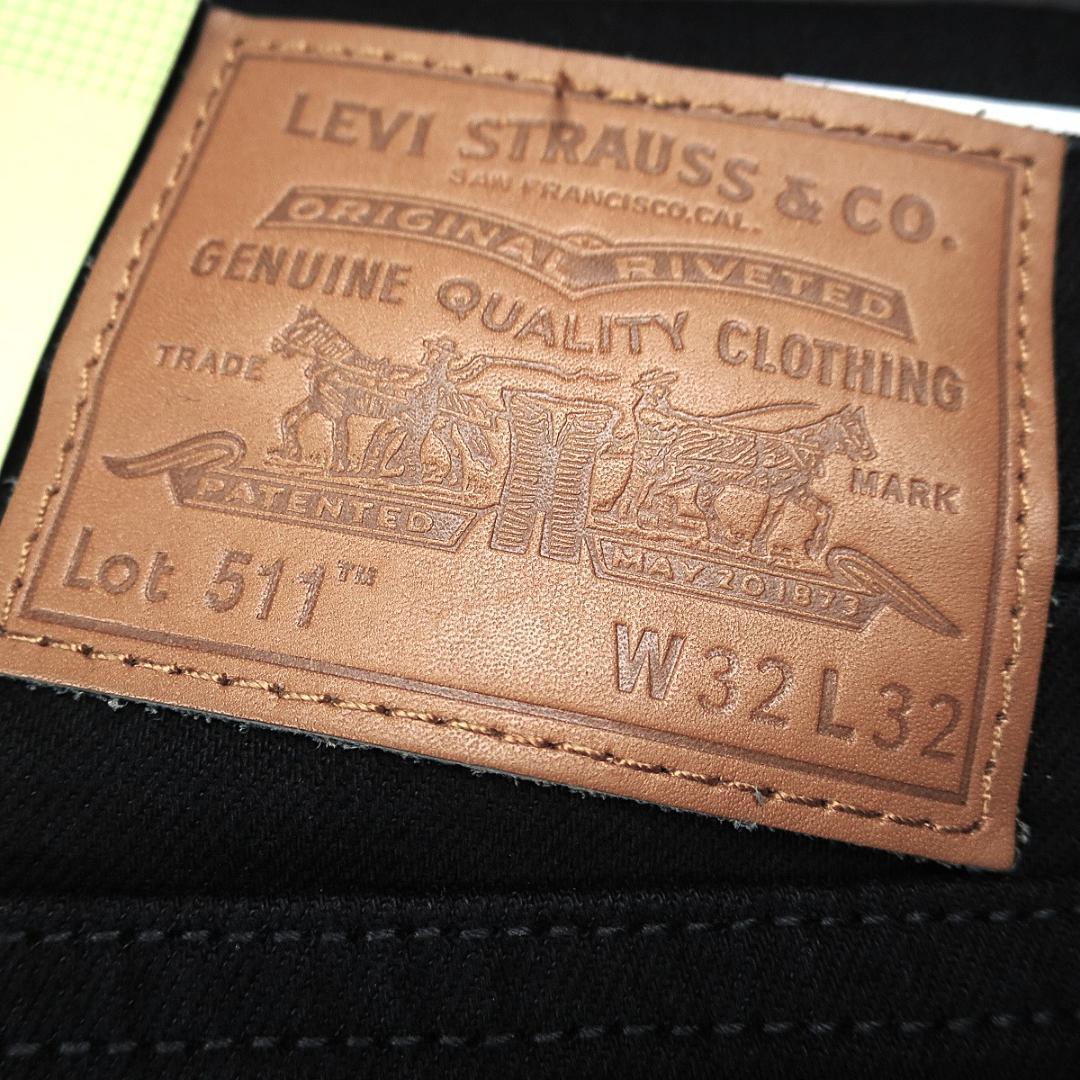 LEVI STRAUSS & CO.
SAN FRANCISCO, CAL.
ORIGINAL RIVETED
GENUINE QUALITY CLOTHING
TRADE MARK
PATENTED MAY 20 1873
Lot 511™
W 32 L 32